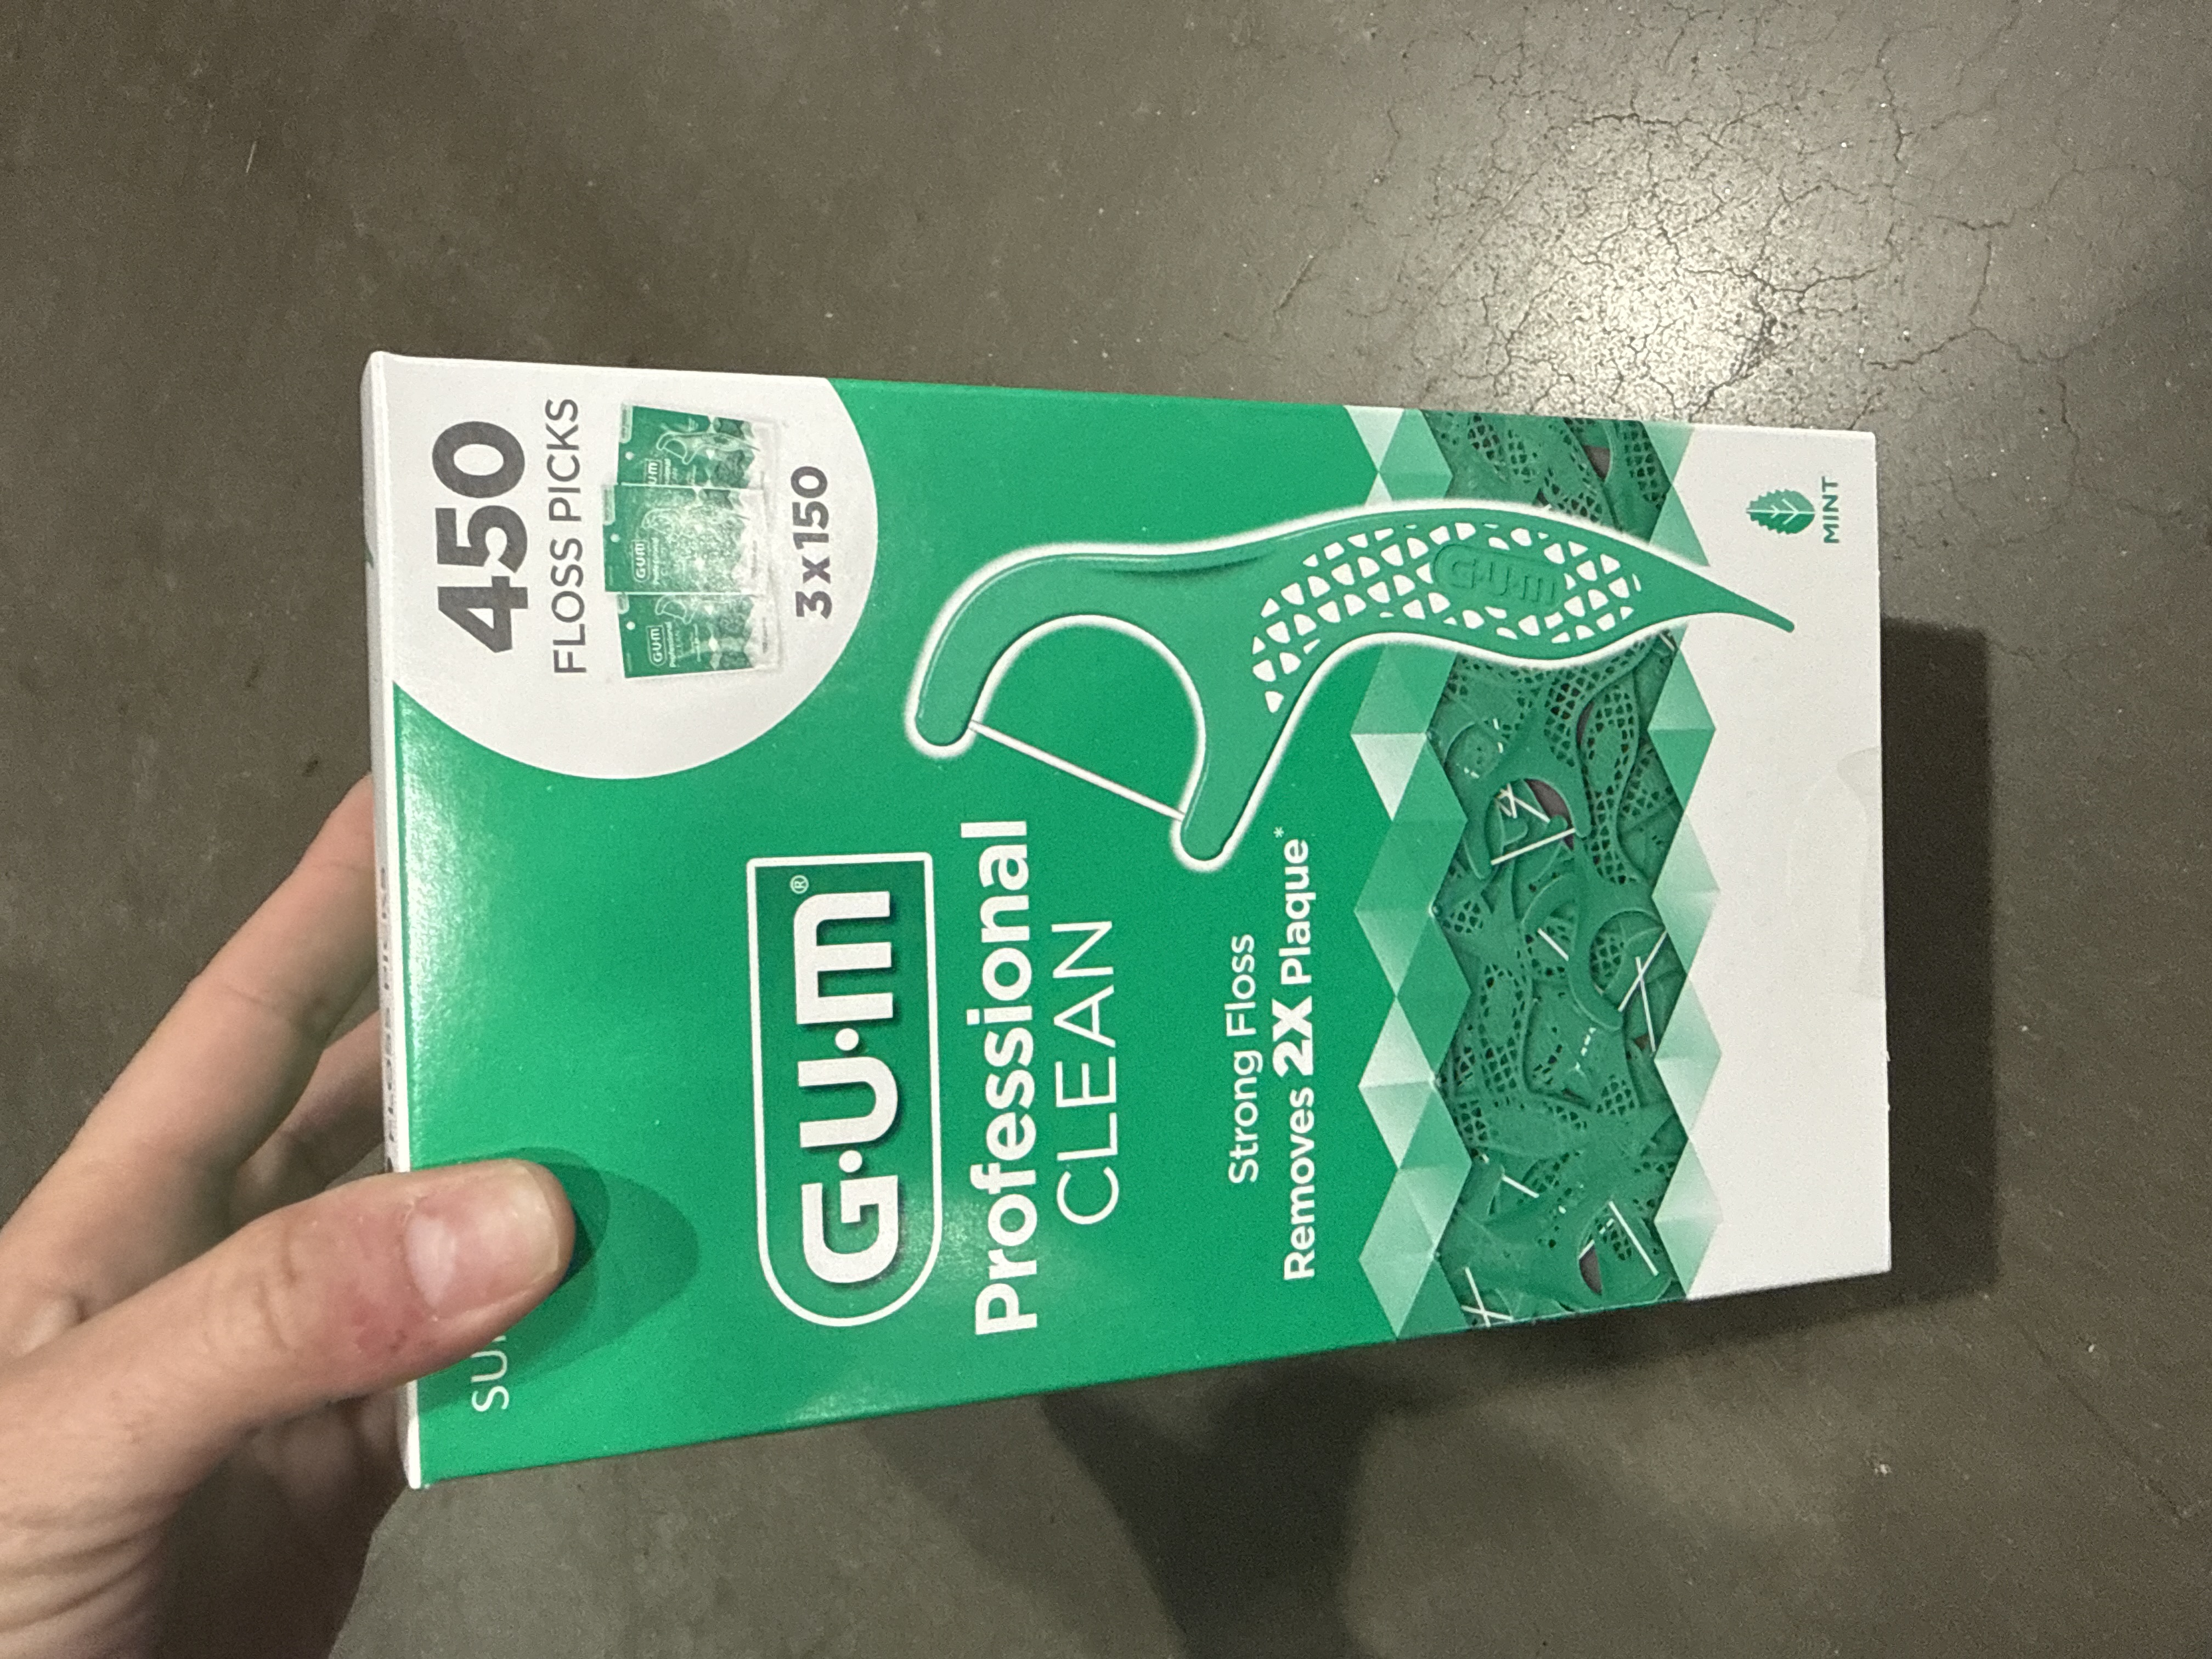 450
FLOSS PICKS
G·U·M
G·U·M
G·U·M
3 x 150
G·U·M®
Professional
CLEAN
Strong Floss
Removes 2X Plaque*
G·U·M
MINT